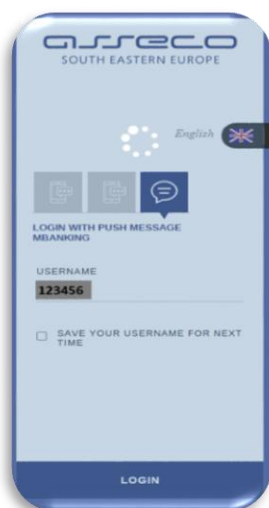 asseco
SOUTH EASTERN EUROPE
English
LOGIN WITH PUSH MESSAGE
MBANKING
USERNAME
123456
SAVE YOUR USERNAME FOR NEXT
TIME
LOGIN